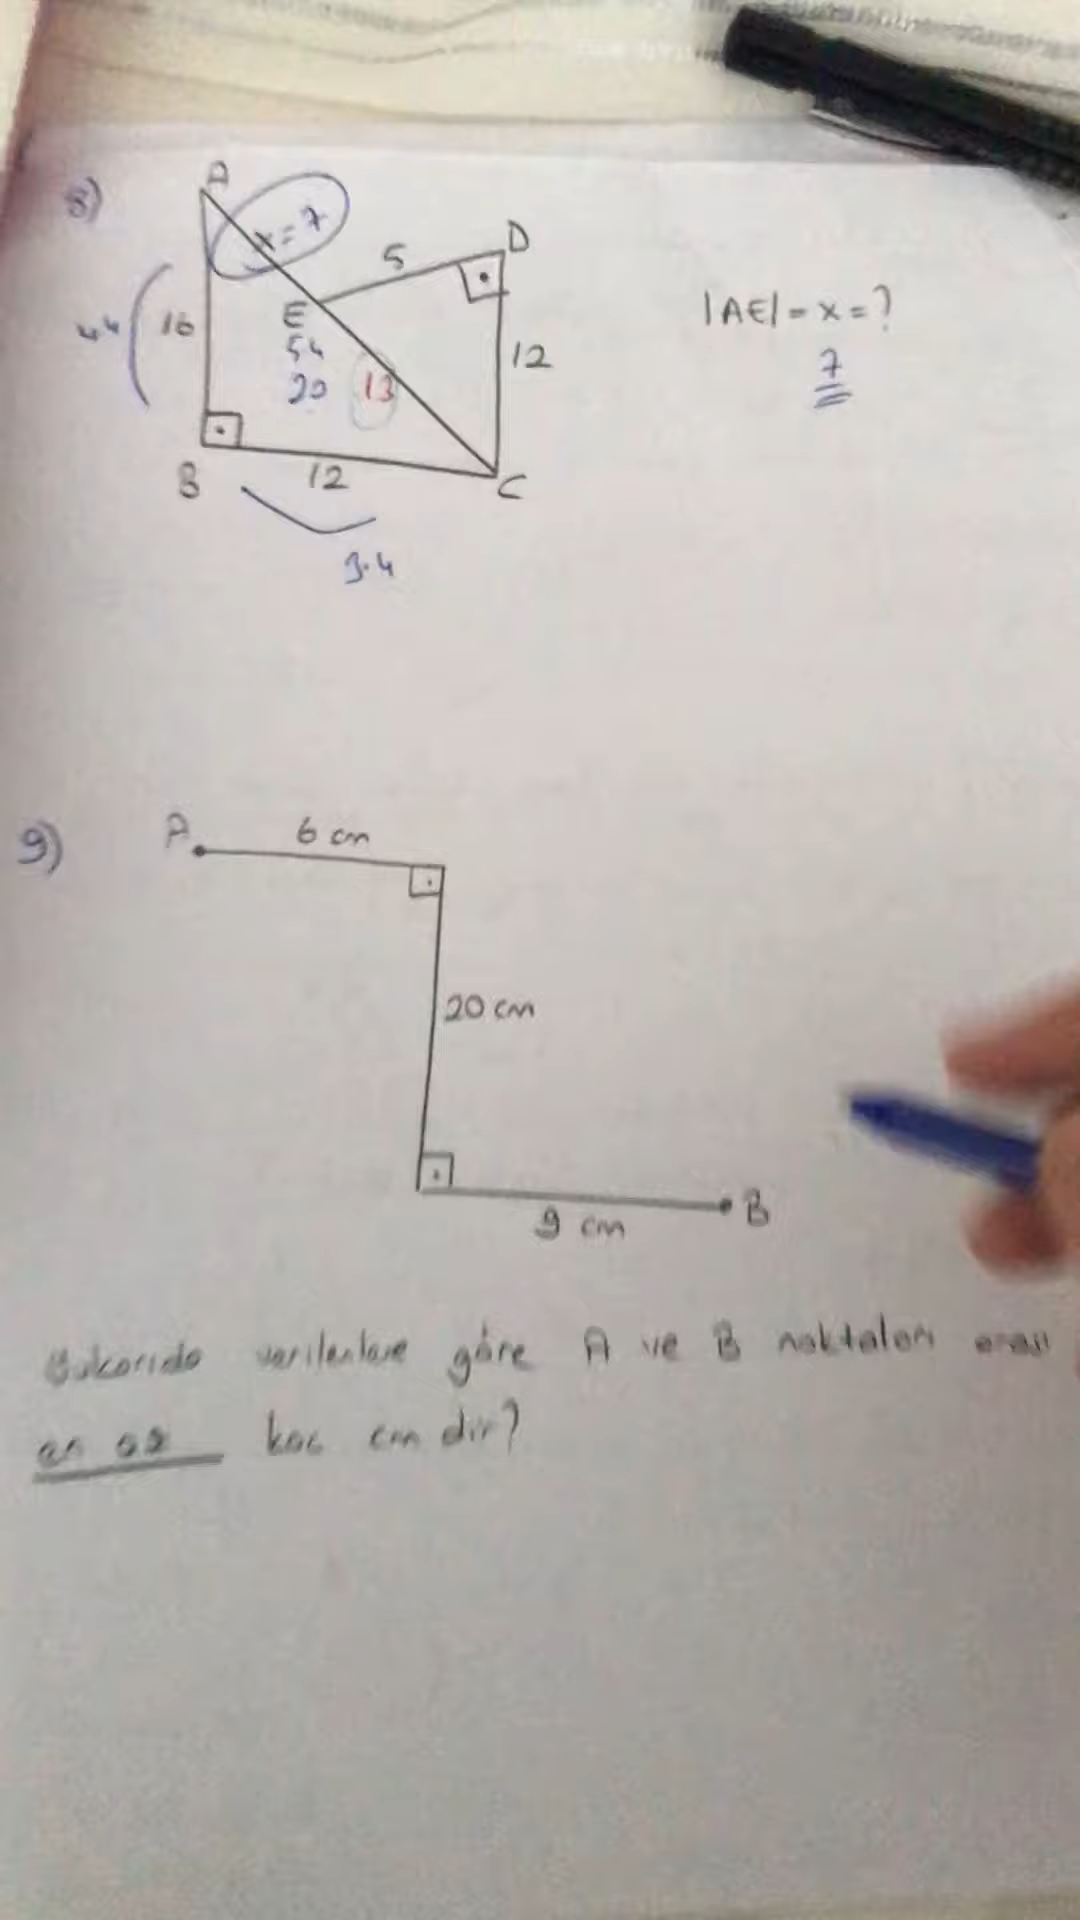 8)
A
x=7
5
D
|AE| = x = ?
7
4.4
16
E
5.4
20
13
12
B
12
C
3.4
9)
A
6 cm
20 cm
9 cm
B
Yukarıda verilenlere göre A ve B noktaları arası
en az kaç cm dir?